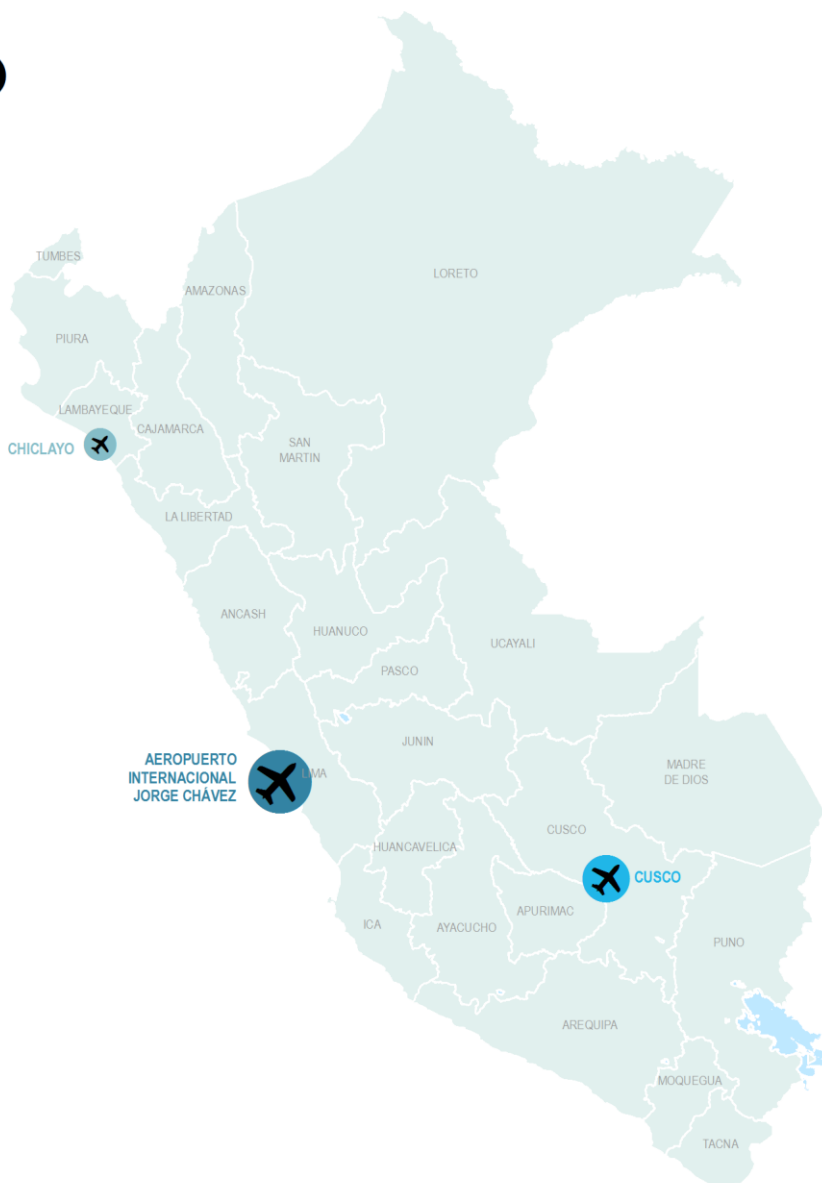 TUMBES
LORETO
AMAZONAS
PIURA
LAMBAYEQUE
CAJAMARCA
CHICLAYO
SAN
MARTIN
LA LIBERTAD
ANCASH
HUANUCO
UCAYALI
PASCO
JUNIN
AEROPUERTO
INTERNACIONAL
JORGE CHÁVEZ
LIMA
MADRE
DE DIOS
CUSCO
HUANCAVELICA
CUSCO
APURIMAC
ICA
AYACUCHO
PUNO
AREQUIPA
MOQUEGUA
TACNA